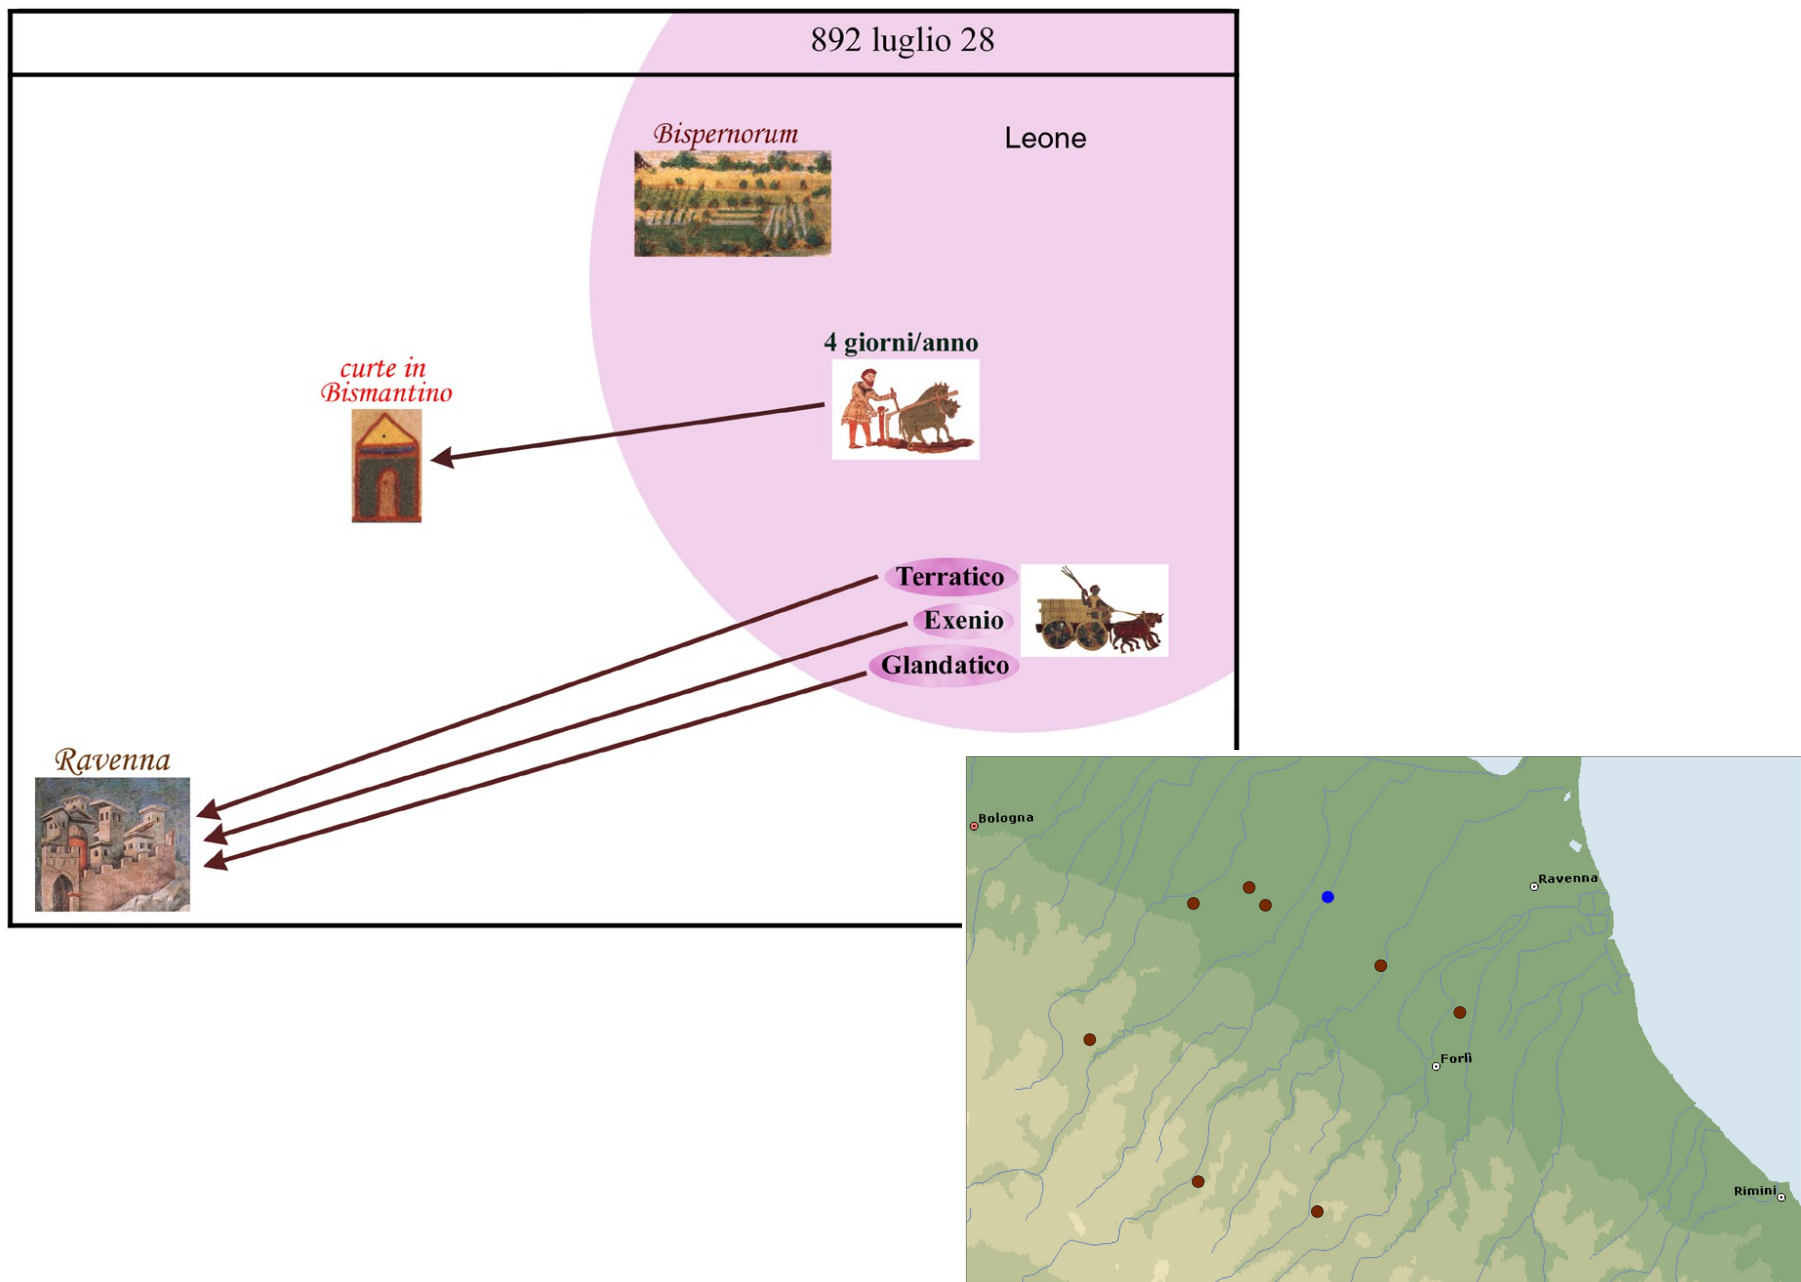 892 luglio 28
Bispernorum
Leone
4 giorni/anno
curte in
Bismantino
Terratico
Exenio
Glandatico
Ravenna
Bologna
Ravenna
Forlì
Rimini